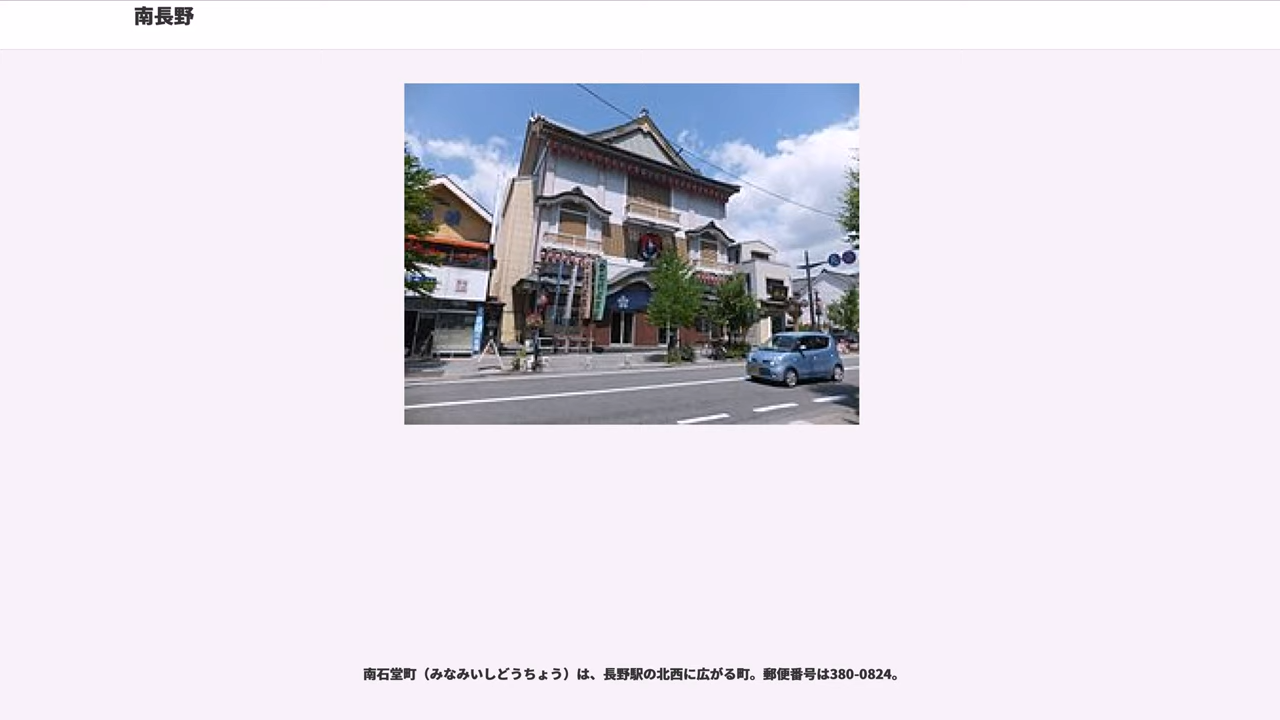 南長野
南石堂町（みなみいしどうちょう）は、長野駅の北西に広がる町。郵便番号は380-0824。